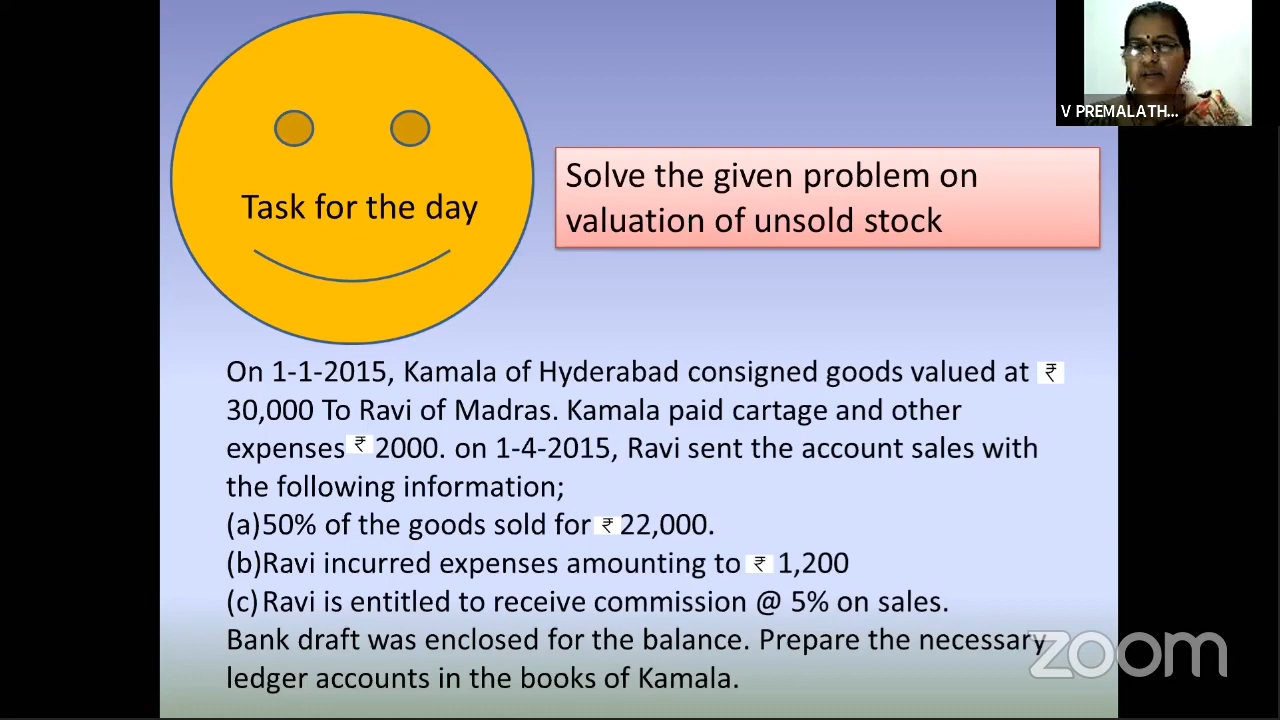 V PREMALATH...
Task for the day
Solve the given problem on
valuation of unsold stock
On 1-1-2015, Kamala of Hyderabad consigned goods valued at ₹
30,000 To Ravi of Madras. Kamala paid cartage and other
expenses ₹ 2000. on 1-4-2015, Ravi sent the account sales with
the following information;
(a)50% of the goods sold for ₹ 22,000.
(b)Ravi incurred expenses amounting to ₹ 1,200
(c) Ravi is entitled to receive commission @ 5% on sales.
Bank draft was enclosed for the balance. Prepare the necessary
ledger accounts in the books of Kamala.
zoom